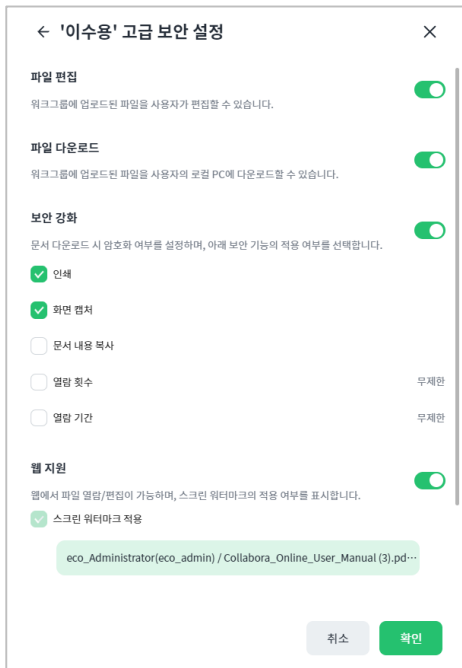 ← '이수용' 고급 보안 설정
파일 편집
워크그룹에 업로드된 파일을 사용자가 편집할 수 있습니다.
파일 다운로드
워크그룹에 업로드된 파일을 사용자의 로컬 PC에 다운로드할 수 있습니다.
보안 강화
문서 다운로드 시 암호화 여부를 설정하며, 아래 보안 기능의 적용 여부를 선택합니다.
인쇄
화면 캡처
문서 내용 복사
열람 횟수 무제한
열람 기간 무제한
웹 지원
웹에서 파일 열람/편집이 가능하며, 스크린 워터마크의 적용 여부를 표시합니다.
스크린 워터마크 적용
eco_Administrator(eco_admin) / Collabora_Online_User_Manual (3).pd⋯
취소 확인